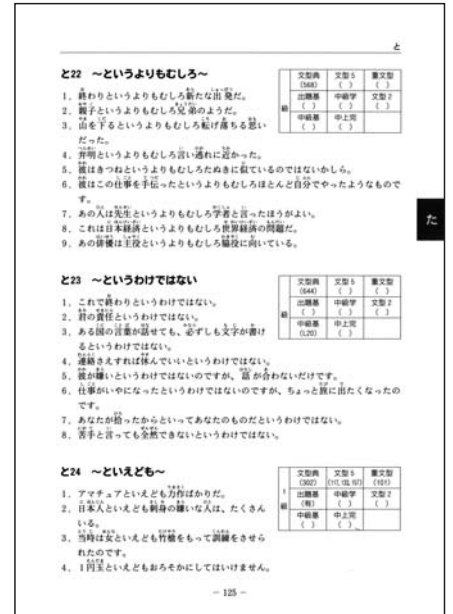 と
と22 ～というよりもむしろ～
文型典 文型5 重文型
(568) ( ) ( )
出題基 中級学 文型2
( ) ( ) ( )
級
中級基 中上完
( ) ( )
1．終わりというよりもむしろ新たな出発だ。
2．親子というよりもむしろ兄弟のようだ。
3．山を下るというよりもむしろ転げ落ちる思い
だった。
4．弁明というよりもむしろ言い逃れに近かった。
5．彼はきつねというよりもむしろたぬきに似ているのではないかしら。
6．彼はこの仕事を手伝ったというよりもむしろほとんど自分でやったようなもので
す。
7．あの人は先生というよりもむしろ学者と言ったほうがよい。
8．これは日本経済というよりもむしろ世界経済の問題だ。
9．あの俳優は主役というよりもむしろ脇役に向いている。
た
と23 ～というわけではない
文型典 文型5 重文型
(644) ( ) ( )
出題基 中級学 文型2
( ) ( ) ( )
級
中級基 中上完
(L20) ( )
1．これで終わりというわけではない。
2．君の責任というわけではない。
3．ある国の言葉が話せても、必ずしも文字が書け
るというわけではない。
4．連絡さえすれば休んでいいというわけではない。
5．彼が嫌いというわけではないのですが、話が合わないだけです。
6．仕事がいやになったというわけではないのですが、ちょっと旅に出たくなったの
です。
7．あなたが拾ったからといってあなたのものだというわけではない。
8．苦手と言っても全然できないというわけではない。
と24 ～といえども～
文型典 文型5 重文型
(302) (117, 133, 157) (101)
1 出題基 中級学 文型2
(有) ( ) ( )
級
中級基 中上完
( ) ( )
1．アマチュアといえども力作ばかりだ。
2．日本人といえども刺身の嫌いな人は、たくさん
いる。
3．当時は女といえども竹槍をもって訓練をさせら
れたのです。
4．1円玉といえどもおろそかにしてはいけません。
－ 125 －